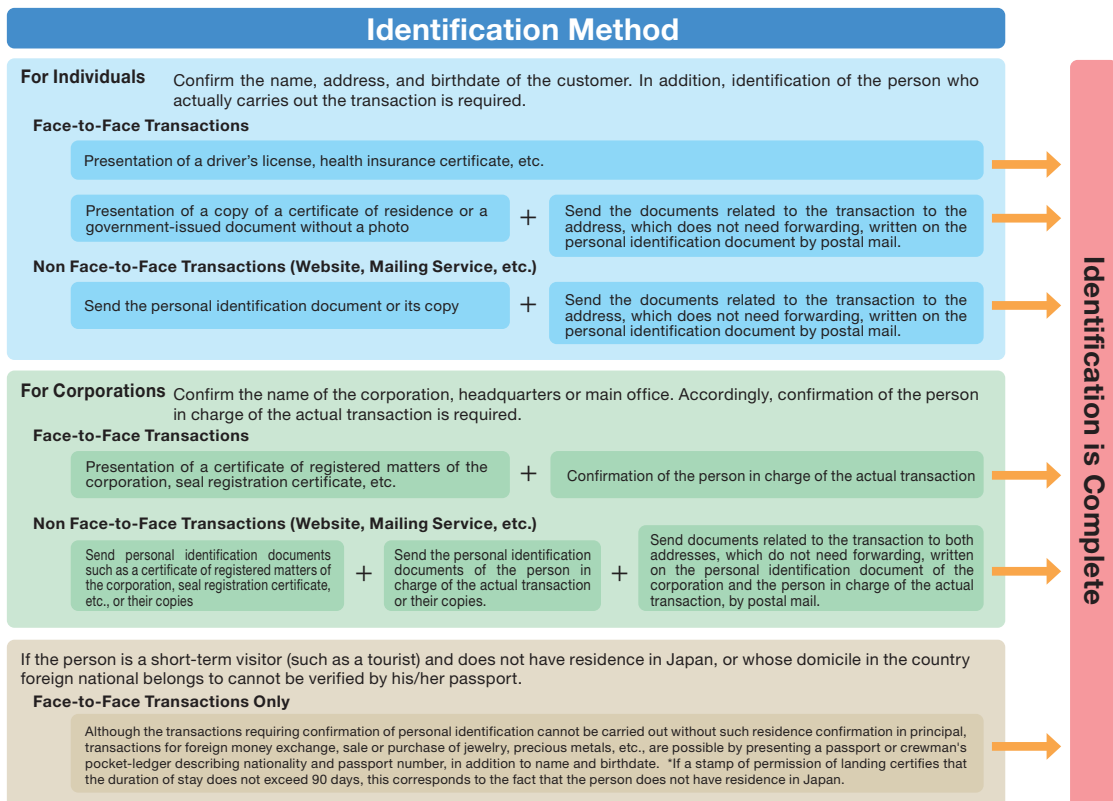 Identification Method
For Individuals
Confirm the name, address, and birthdate of the customer. In addition, identification of the person who
actually carries out the transaction is required.
Face-to-Face Transactions
Presentation of a driver's license, health insurance certificate, etc.
Presentation of a copy of a certificate of residence or a
government-issued document without a photo
+
Send the documents related to the transaction to the
address, which does not need forwarding, written on the
personal identification document by postal mail.
Non Face-to-Face Transactions (Website, Mailing Service, etc.)
Send the personal identification document or its copy
+
Send the documents related to the transaction to the
address, which does not need forwarding, written on the
personal identification document by postal mail.
For Corporations
Confirm the name of the corporation, headquarters or main office. Accordingly, confirmation of the person
in charge of the actual transaction is required.
Face-to-Face Transactions
Presentation of a certificate of registered matters of the
corporation, seal registration certificate, etc.
+
Confirmation of the person in charge of the actual transaction
Non Face-to-Face Transactions (Website, Mailing Service, etc.)
Send personal identification documents
such as a certificate of registered matters of
the corporation, seal registration certificate,
etc., or their copies
+
Send the personal identification
documents of the person in
charge of the actual transaction
or their copies.
+
Send documents related to the transaction to both
addresses, which do not need forwarding, written
on the personal identification document of the
corporation and the person in charge of the actual
transaction, by postal mail.
If the person is a short-term visitor (such as a tourist) and does not have residence in Japan, or whose domicile in the country
foreign national belongs to cannot be verified by his/her passport.
Face-to-Face Transactions Only
Although the transactions requiring confirmation of personal identification cannot be carried out without such residence confirmation in principal,
transactions for foreign money exchange, sale or purchase of jewelry, precious metals, etc., are possible by presenting a passport or crewman's
pocket-ledger describing nationality and passport number, in addition to name and birthdate. *If a stamp of permission of landing certifies that
the duration of stay does not exceed 90 days, this corresponds to the fact that the person does not have residence in Japan.
Identification is Complete